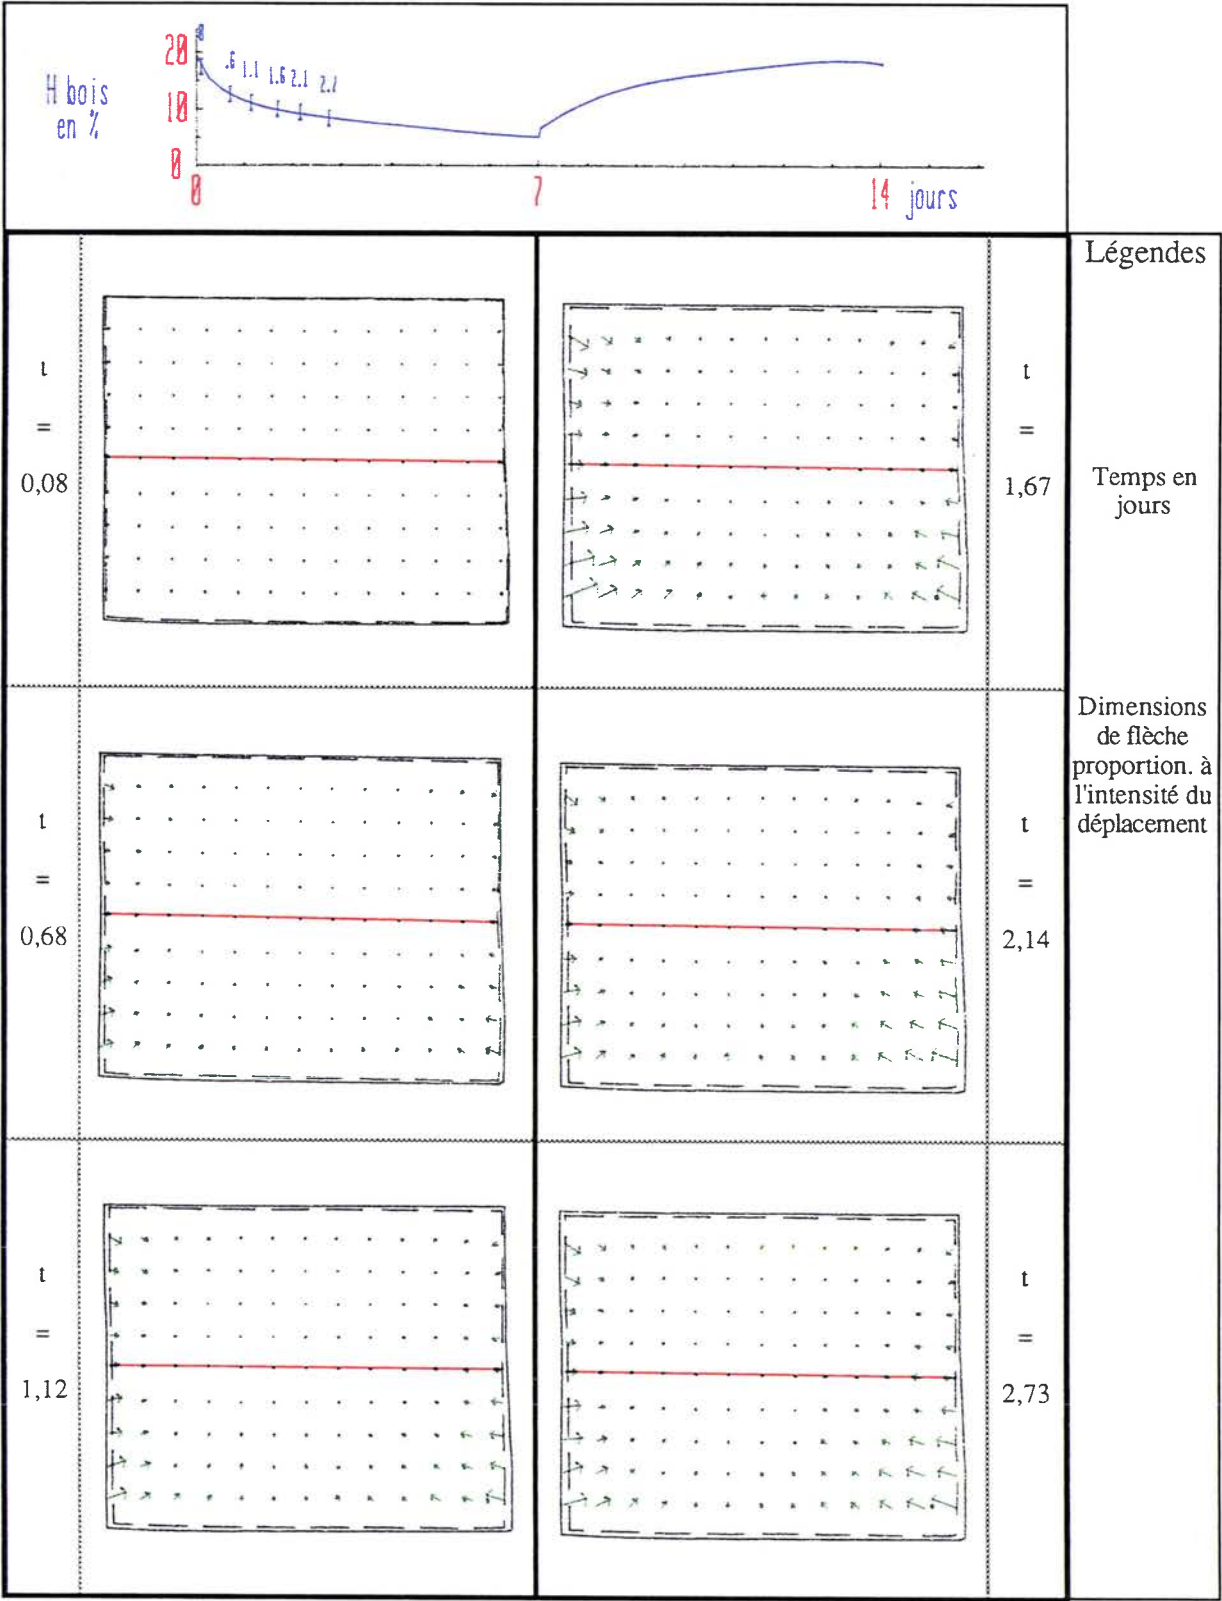 20
10
0
H bois
en %
.6 1.1 1.6 2.1 2.7
0 7 14 jours
Légendes
t
=
0,08
t
=
1,67
Temps en
jours
t
=
0,68
t
=
2,14
Dimensions
de flèche
proportion. à
l'intensité du
déplacement
t
=
1,12
t
=
2,73